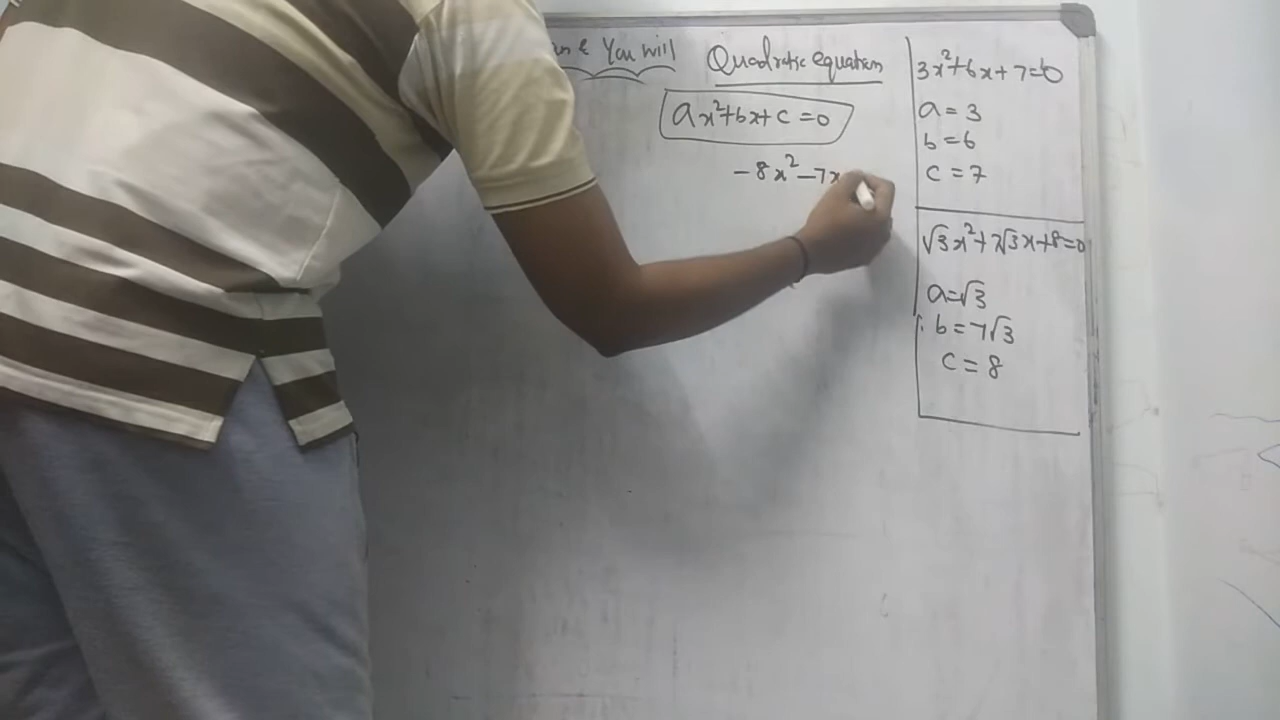 You will
Quadratic equation
ax²+bx+c=0
-8x²-7x
3x²+6x+7=0
a=3
b=6
c=7
√3x²+7√3x+8=0
a=√3
b=7√3
c=8